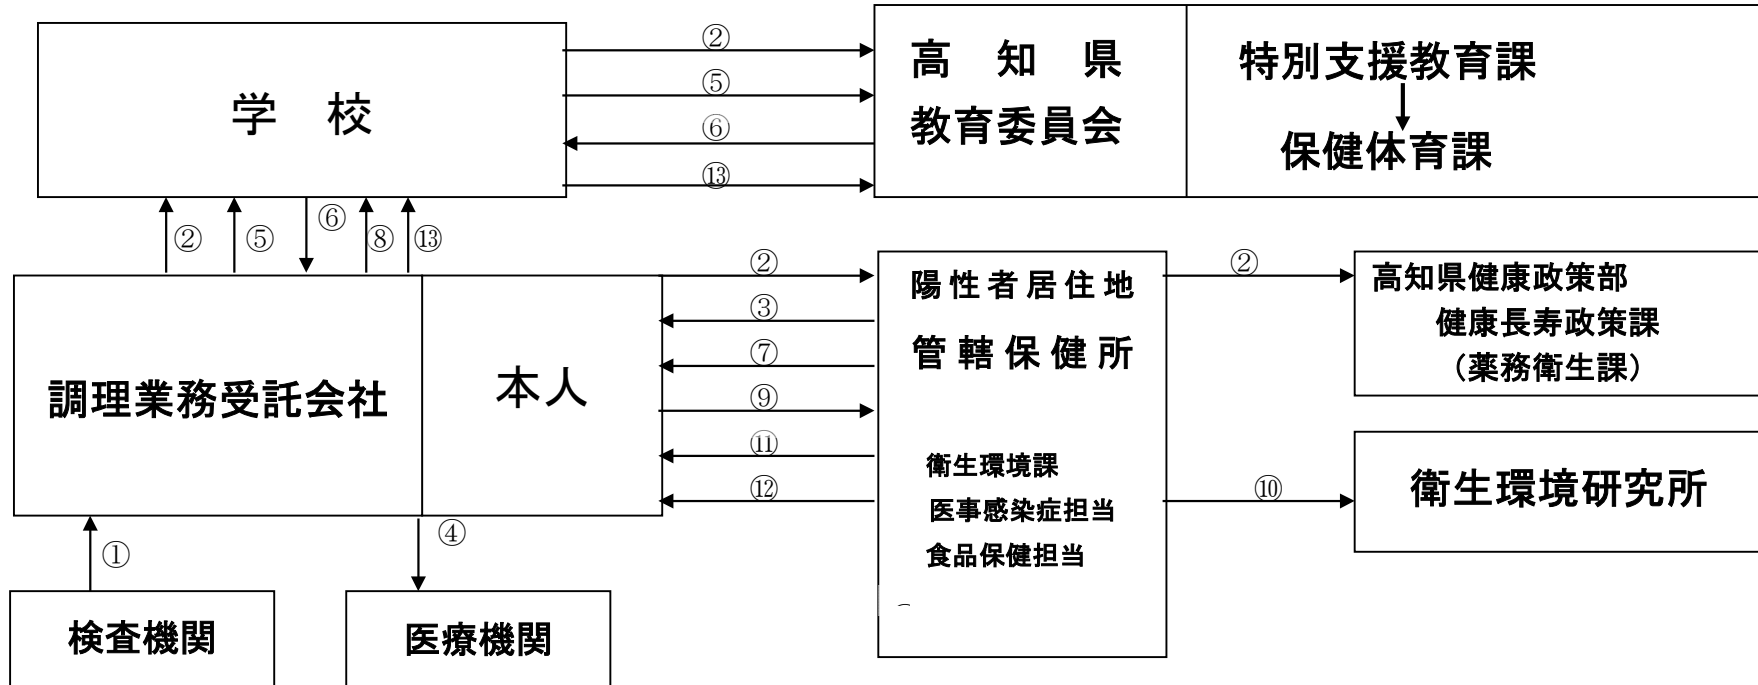 ②
高　知　県
特別支援教育課
学　校
⑤
教育委員会
⑥
保健体育課
⑬
② ⑤ ⑥ ⑧ ⑬
調理業務受託会社
本人
②
③
⑦
⑨
⑪
⑫
陽性者居住地
管轄保健所
衛生環境課
医事感染症担当
食品保健担当
②
高知県健康政策部
健康長寿政策課
（薬務衛生課）
⑩
衛生環境研究所
①
④
検査機関
医療機関